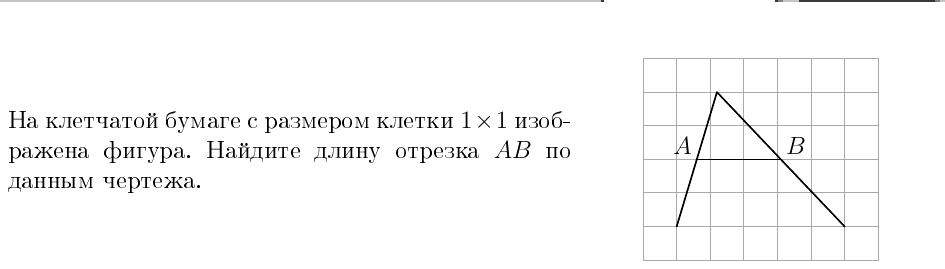 На клетчатой бумаге с размером клетки 1×1 изоб-
ражена фигура. Найдите длину отрезка AB по
данным чертежа.
A
B